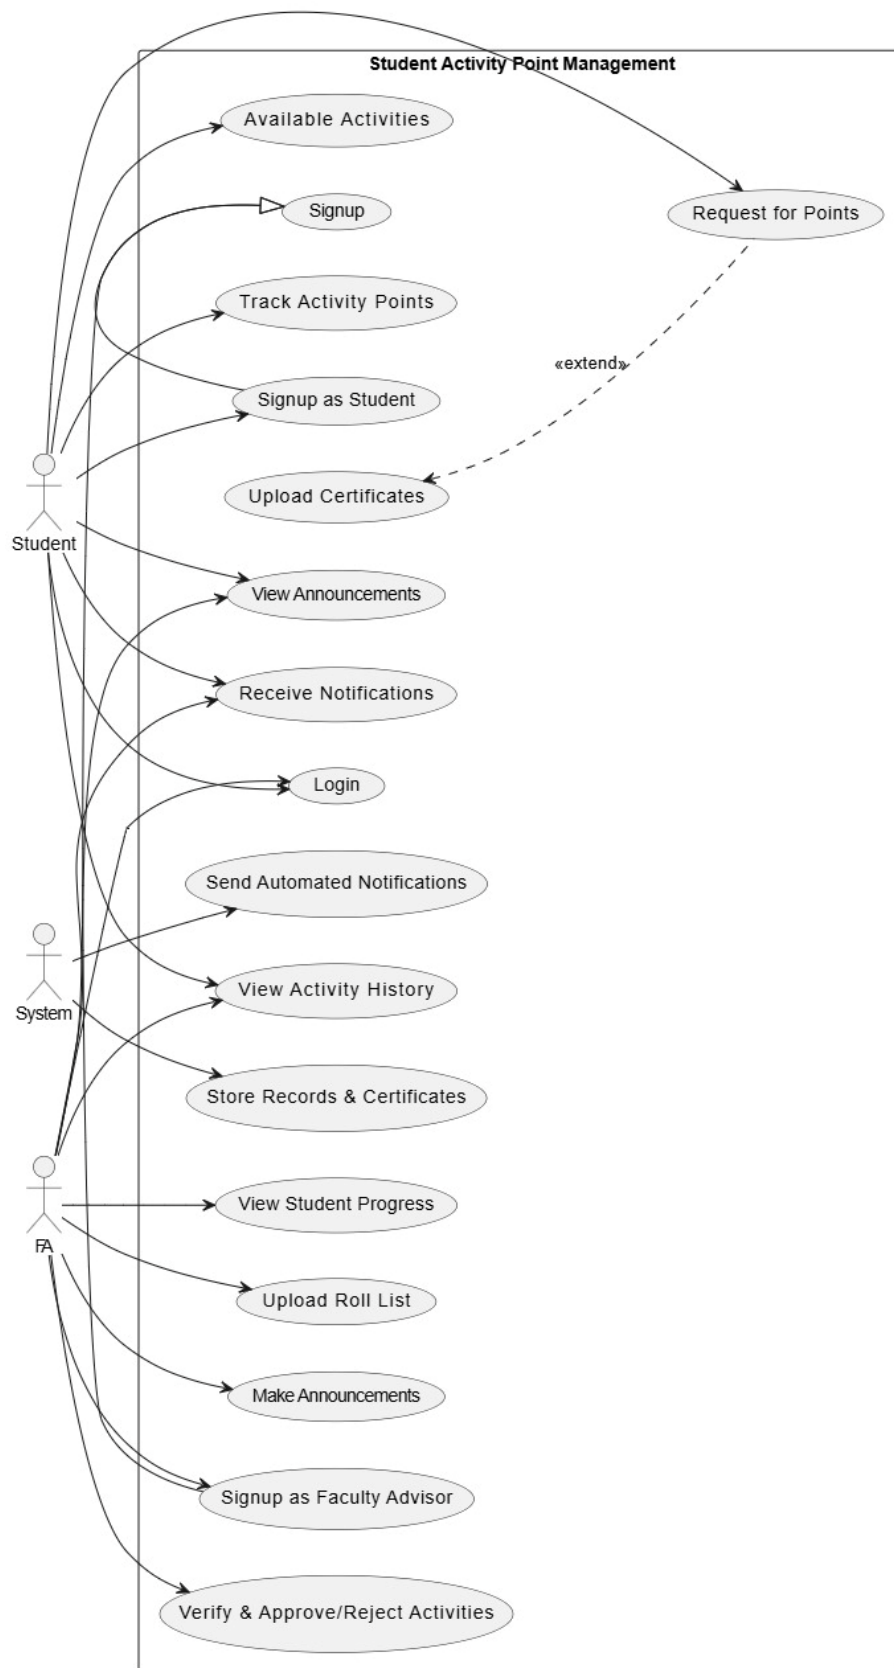 Student Activity Point Management
Available Activities
Signup
Request for Points
Track Activity Points
«extend»
Signup as Student
Upload Certificates
Student
View Announcements
Receive Notifications
Login
Send Automated Notifications
System
View Activity History
Store Records & Certificates
View Student Progress
FA
Upload Roll List
Make Announcements
Signup as Faculty Advisor
Verify & Approve/Reject Activities